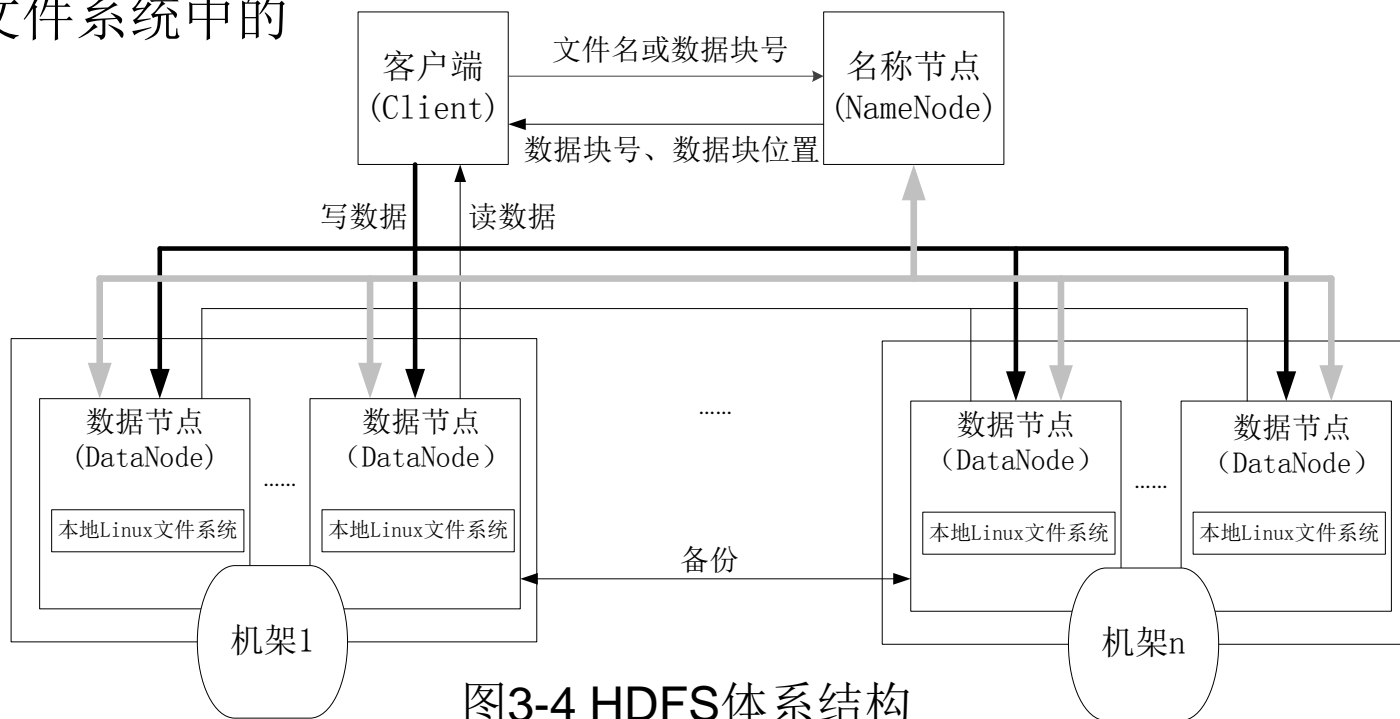 文件系统中的
客户端
(Client)
文件名或数据块号
名称节点
(NameNode)
数据块号、数据块位置
写数据
读数据
数据节点
(DataNode)
......
本地Linux文件系统
数据节点
（DataNode）
本地Linux文件系统
......
数据节点
（DataNode）
......
本地Linux文件系统
数据节点
（DataNode）
本地Linux文件系统
备份
机架1
机架n
图3-4 HDFS体系结构